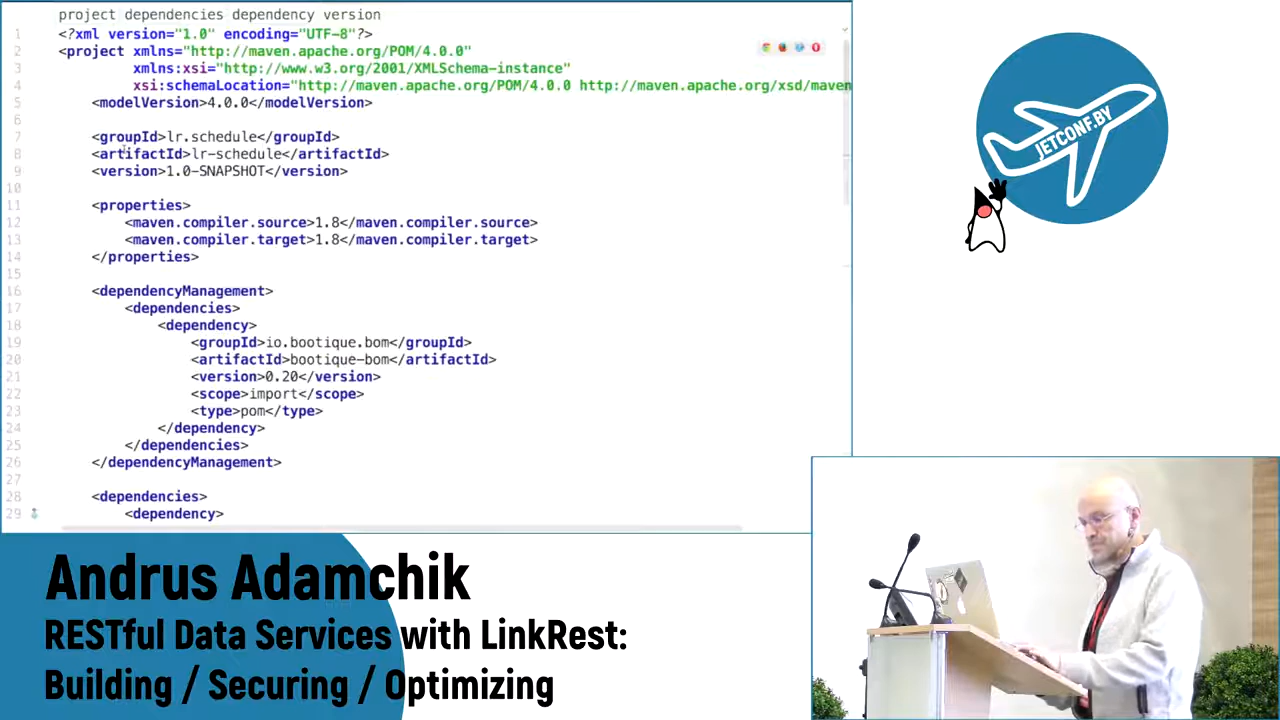 project dependencies dependency version
1 <?xml version="1.0" encoding="UTF-8"?>
2 <project xmlns="http://maven.apache.org/POM/4.0.0"
3 xmlns:xsi="http://www.w3.org/2001/XMLSchema-instance"
4 xsi:schemaLocation="http://maven.apache.org/POM/4.0.0 http://maven.apache.org/xsd/maven
5 <modelVersion>4.0.0</modelVersion>
6
7 <groupId>lr.schedule</groupId>
8 <artifactId>lr-schedule</artifactId>
9 <version>1.0-SNAPSHOT</version>
10
11 <properties>
12 <maven.compiler.source>1.8</maven.compiler.source>
13 <maven.compiler.target>1.8</maven.compiler.target>
14 </properties>
15
16 <dependencyManagement>
17 <dependencies>
18 <dependency>
19 <groupId>io.bootique.bom</groupId>
20 <artifactId>bootique-bom</artifactId>
21 <version>0.20</version>
22 <scope>import</scope>
23 <type>pom</type>
24 </dependency>
25 </dependencies>
26 </dependencyManagement>
27
28 <dependencies>
29 <dependency>
JETCONF.BY
Andrus Adamchik
RESTful Data Services with LinkRest:
Building / Securing / Optimizing